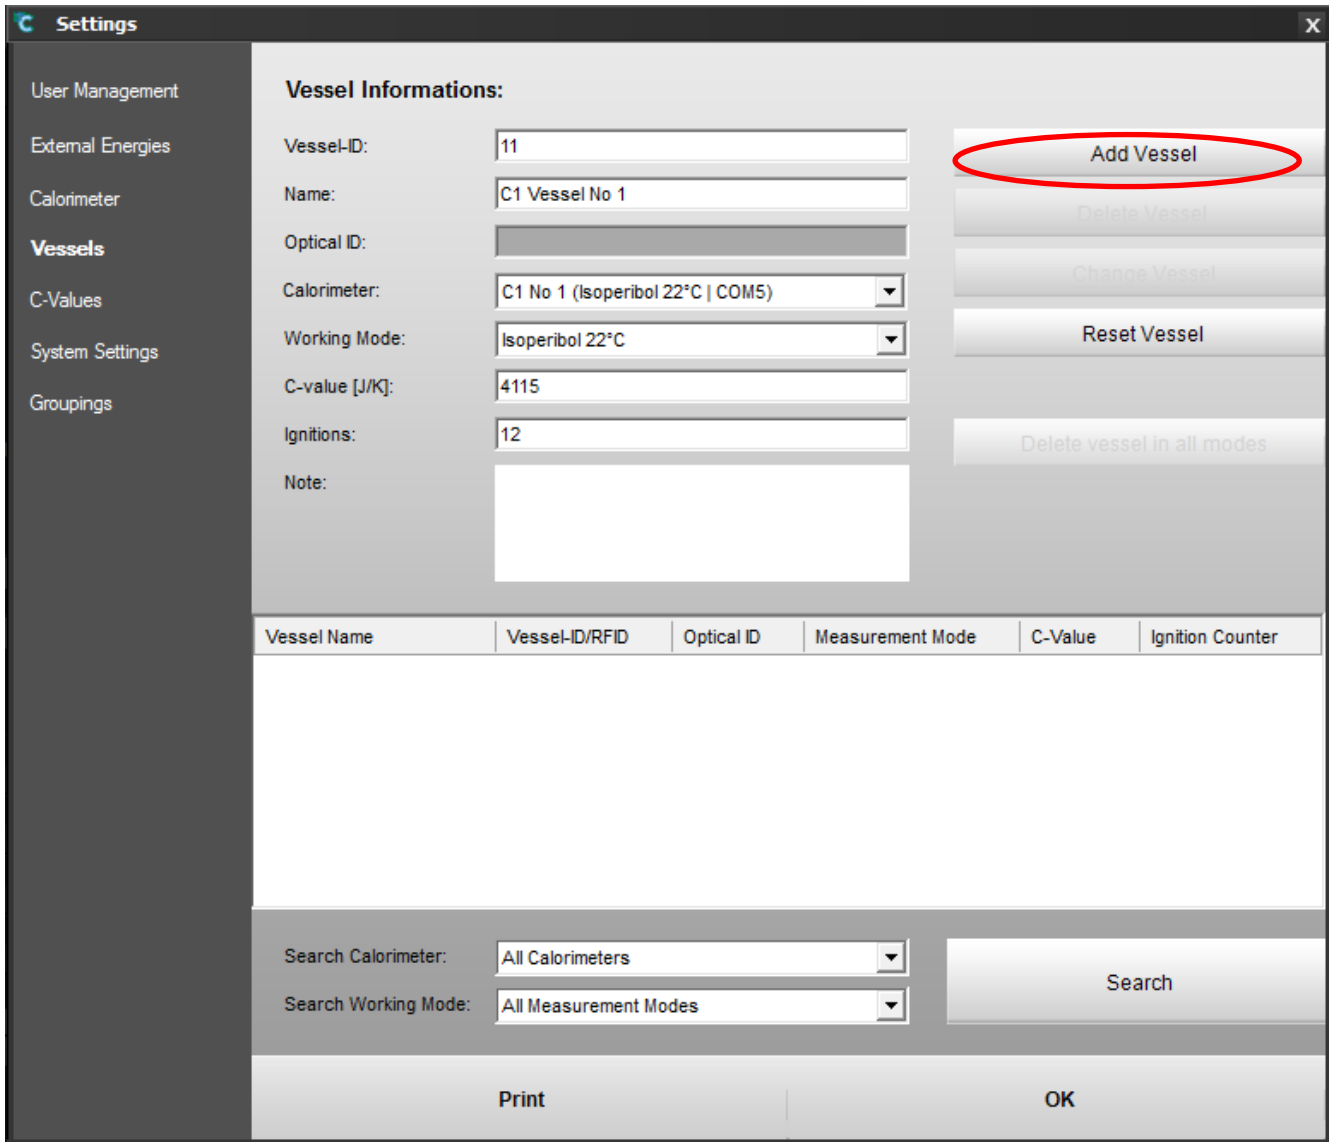 C Settings X
User Management
External Energies
Calorimeter
Vessels
C-Values
System Settings
Groupings
Vessel Informations:
Vessel-ID: 11
Name: C1 Vessel No 1
Optical ID:
Calorimeter: C1 No 1 (Isoperibol 22°C | COM5)
Working Mode: Isoperibol 22°C
C-value [J/K]: 4115
Ignitions: 12
Note:
Add Vessel
Delete Vessel
Change Vessel
Reset Vessel
Delete vessel in all modes
Vessel Name Vessel-ID/RFID Optical ID Measurement Mode C-Value Ignition Counter
Search Calorimeter: All Calorimeters
Search Working Mode: All Measurement Modes
Search
Print OK